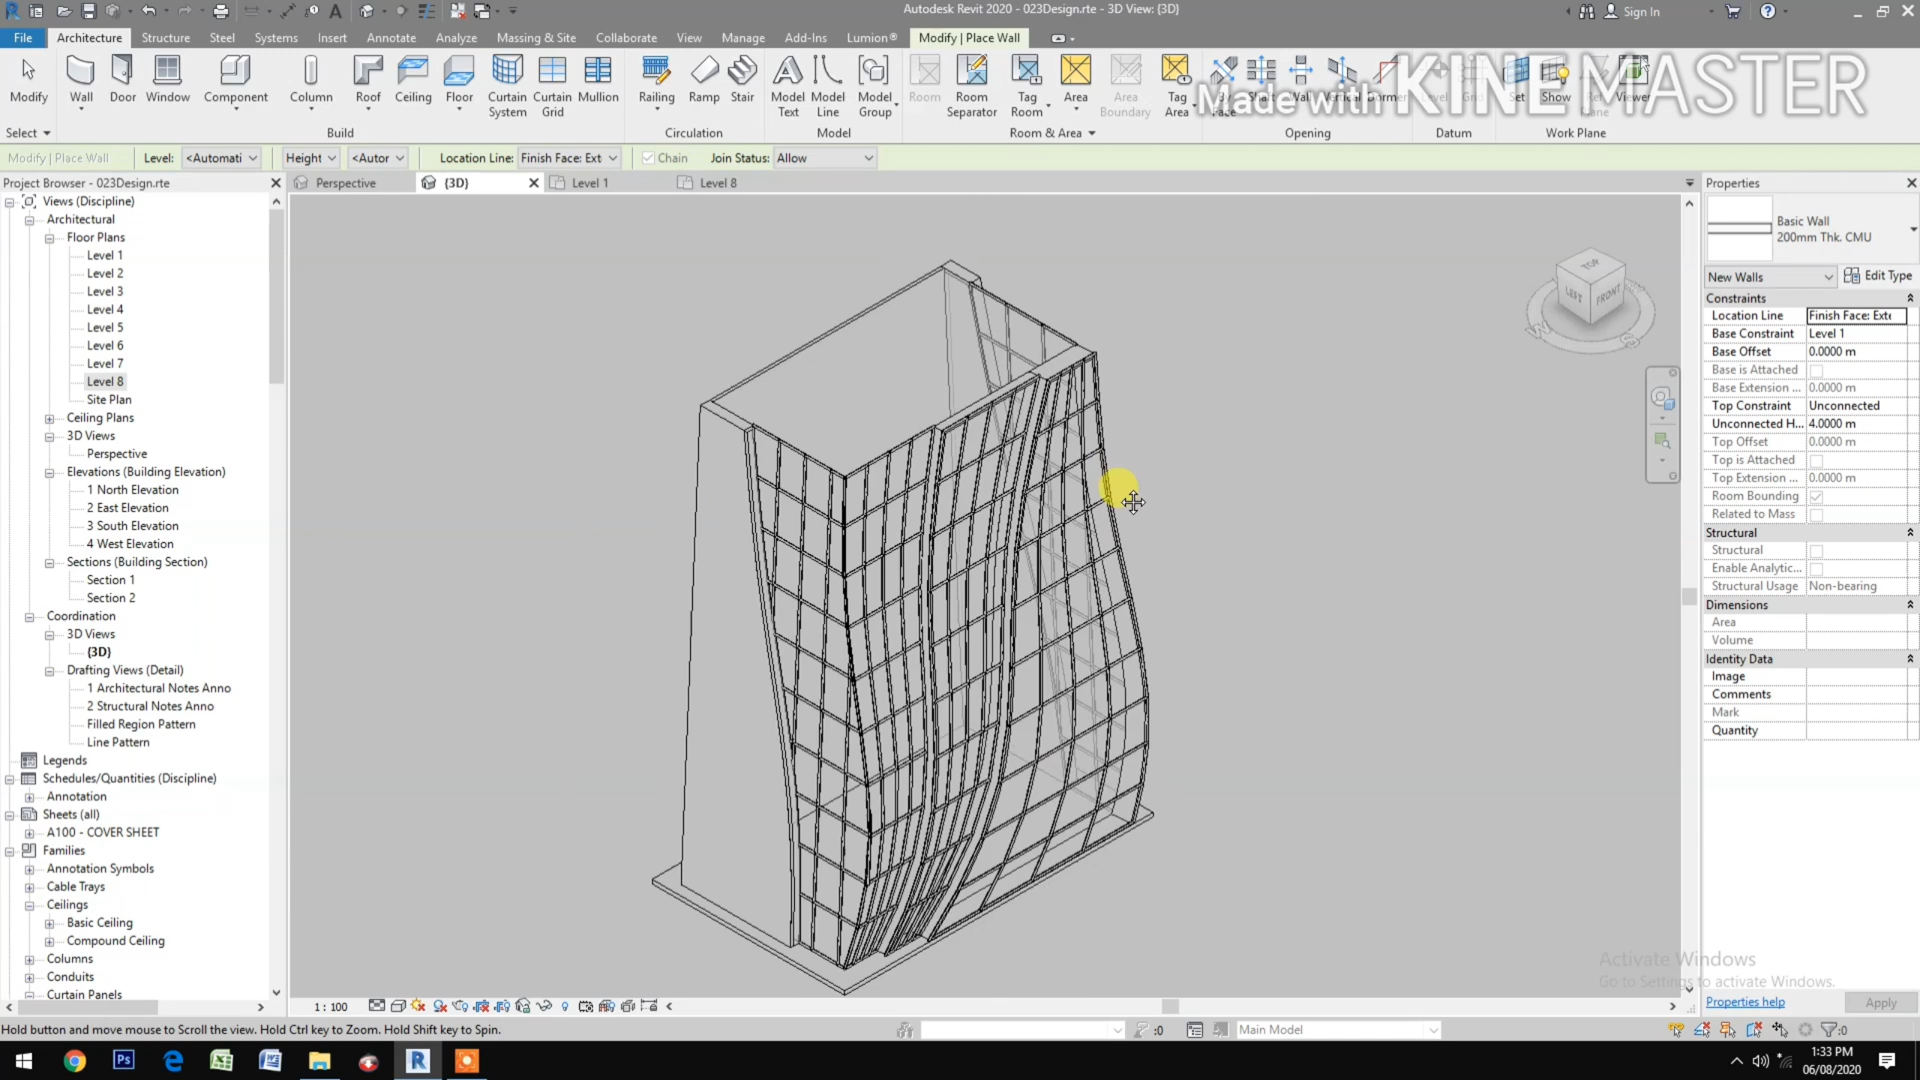 Autodesk Revit 2020 - 023Design.rte - 3D View: {3D}
Sign In
File Architecture Structure Steel Systems Insert Annotate Analyze Massing & Site Collaborate View Manage Add-Ins Lumion® Modify | Place Wall
Modify Wall Door Window Component Column Roof Ceiling Floor Curtain System Curtain Grid Mullion Railing Ramp Stair Model Text Model Line Model Group Room Room Separator Tag Room Area Area Boundary Tag Area
Made with KINEMASTER
Select Build Circulation Model Room & Area Opening Datum Work Plane
Modify | Place Wall Level: <Automati Height <Autor Location Line: Finish Face: Ext Chain Join Status: Allow
Project Browser - 023Design.rte
Perspective {3D} Level 1 Level 8
Views (Discipline)
Architectural
Floor Plans
Level 1
Level 2
Level 3
Level 4
Level 5
Level 6
Level 7
Level 8
Site Plan
Ceiling Plans
3D Views
Perspective
Elevations (Building Elevation)
1 North Elevation
2 East Elevation
3 South Elevation
4 West Elevation
Sections (Building Section)
Section 1
Section 2
Coordination
3D Views
{3D}
Drafting Views (Detail)
1 Architectural Notes Anno
2 Structural Notes Anno
Filled Region Pattern
Line Pattern
Legends
Schedules/Quantities (Discipline)
Annotation
Sheets (all)
A100 - COVER SHEET
Families
Annotation Symbols
Cable Trays
Ceilings
Basic Ceiling
Compound Ceiling
Columns
Conduits
Curtain Panels
TOP
LEFT FRONT
W S
Properties
Basic Wall
200mm Thk. CMU
New Walls Edit Type
Constraints
Location Line Finish Face: Exte
Base Constraint Level 1
Base Offset 0.0000 m
Base is Attached
Base Extension ... 0.0000 m
Top Constraint Unconnected
Unconnected H... 4.0000 m
Top Offset 0.0000 m
Top is Attached
Top Extension ... 0.0000 m
Room Bounding
Related to Mass
Structural
Structural
Enable Analytic...
Structural Usage Non-bearing
Dimensions
Area
Volume
Identity Data
Image
Comments
Mark
Quantity
Activate Windows
Go to Settings to activate Windows.
Properties help Apply
1 : 100
Hold button and move mouse to Scroll the view. Hold Ctrl key to Zoom. Hold Shift key to Spin.
:0 Main Model :0
1:33 PM
06/08/2020